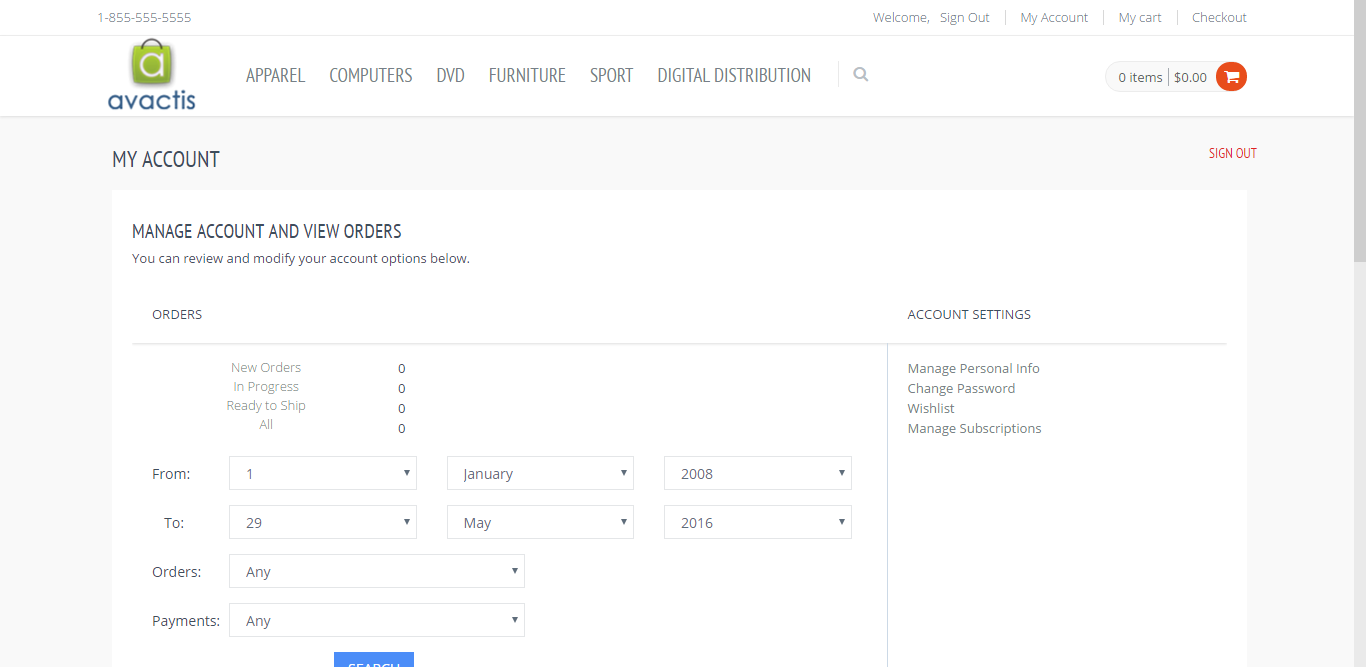 1-855-555-5555
Welcome, Sign Out My Account My cart Checkout
a
avactis
APPAREL COMPUTERS DVD FURNITURE SPORT DIGITAL DISTRIBUTION
0 items $0.00
MY ACCOUNT
SIGN OUT
MANAGE ACCOUNT AND VIEW ORDERS
You can review and modify your account options below.
ORDERS
New Orders 0
In Progress 0
Ready to Ship 0
All 0
From: 1 January 2008
To: 29 May 2016
Orders: Any
Payments: Any
SEARCH
ACCOUNT SETTINGS
Manage Personal Info
Change Password
Wishlist
Manage Subscriptions